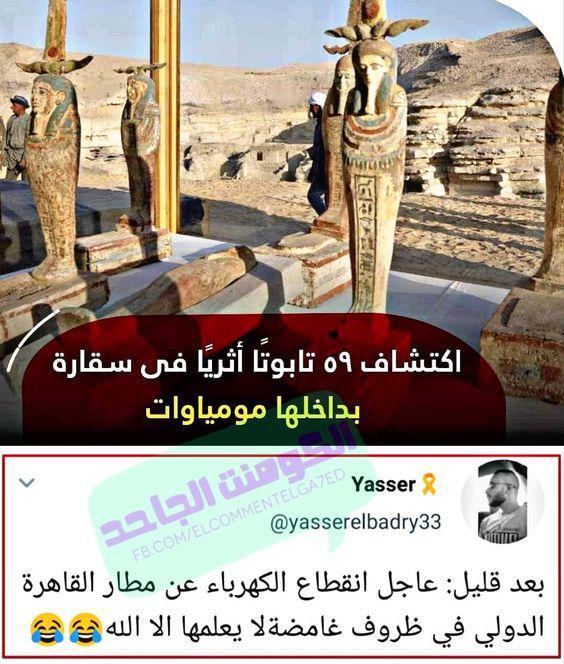 اكتشاف ٥٩ تابوتًا أثريًا فى سقارة
بداخلها مومياوات
الكومنت الجاحد
FB.COM/ELCOMMENTELGA7ED
Yasser
@yasserelbadry33
بعد قليل: عاجل انقطاع الكهرباء عن مطار القاهرة
الدولي في ظروف غامضةلا يعلمها الا الله😂😂